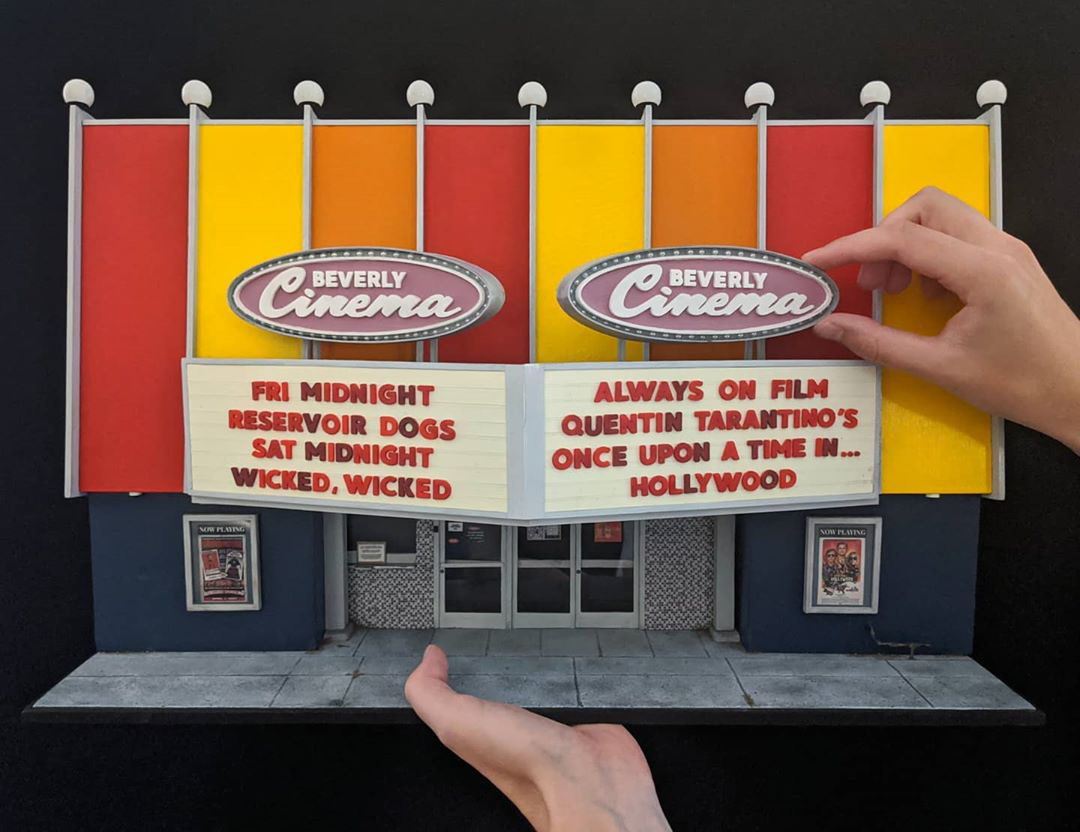 BEVERLY
Cinema
BEVERLY
Cinema
FRI MIDNIGHT
RESERVOIR DOGS
SAT MIDNIGHT
WICKED, WICKED
ALWAYS ON FILM
QUENTIN TARANTINO'S
ONCE UPON A TIME IN...
HOLLYWOOD
NOW PLAYING
NOW PLAYING
HOLLYWOOD